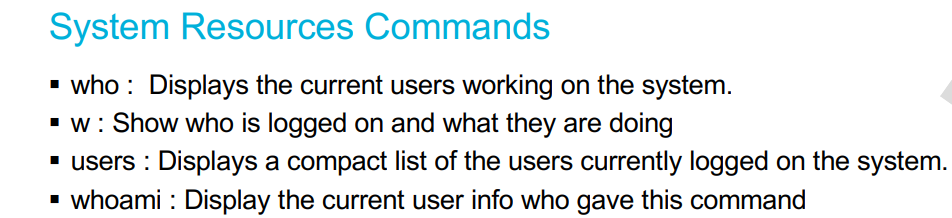 System Resources Commands
▪ who :  Displays the current users working on the system.
▪ w : Show who is logged on and what they are doing
▪ users : Displays a compact list of the users currently logged on the system.
▪ whoami : Display the current user info who gave this command